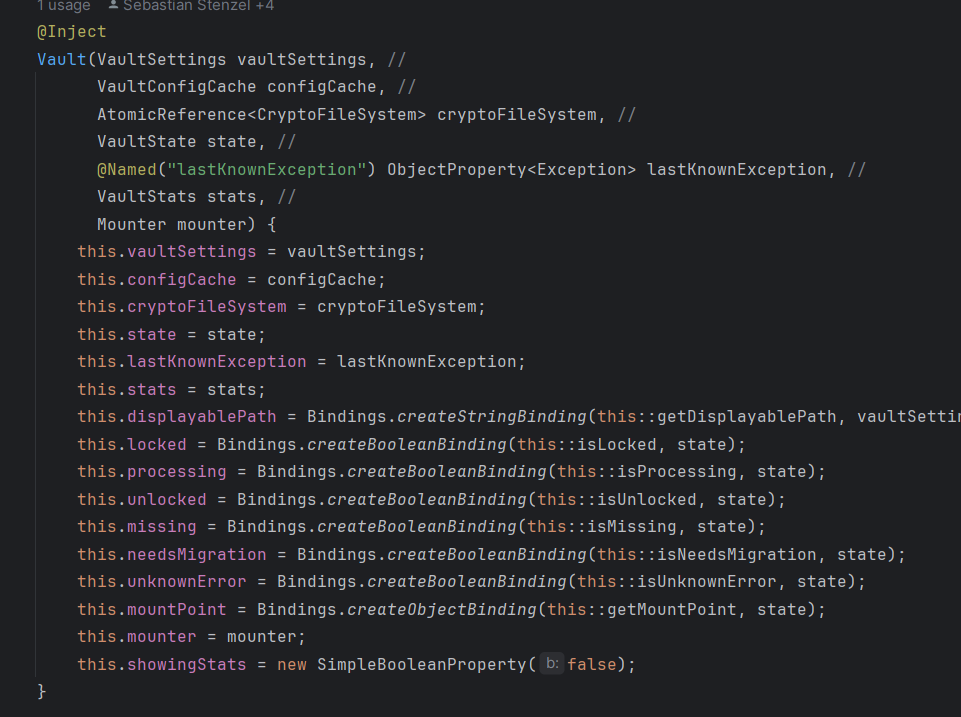 1 usage Sebastian Stenzel +4
@Inject
Vault(VaultSettings vaultSettings, //
VaultConfigCache configCache, //
AtomicReference<CryptoFileSystem> cryptoFileSystem, //
VaultState state, //
@Named("lastKnownException") ObjectProperty<Exception> lastKnownException, //
VaultStats stats, //
Mounter mounter) {
this.vaultSettings = vaultSettings;
this.configCache = configCache;
this.cryptoFileSystem = cryptoFileSystem;
this.state = state;
this.lastKnownException = lastKnownException;
this.stats = stats;
this.displayablePath = Bindings.createStringBinding(this::getDisplayablePath, vaultSettin
this.locked = Bindings.createBooleanBinding(this::isLocked, state);
this.processing = Bindings.createBooleanBinding(this::isProcessing, state);
this.unlocked = Bindings.createBooleanBinding(this::isUnlocked, state);
this.missing = Bindings.createBooleanBinding(this::isMissing, state);
this.needsMigration = Bindings.createBooleanBinding(this::isNeedsMigration, state);
this.unknownError = Bindings.createBooleanBinding(this::isUnknownError, state);
this.mountPoint = Bindings.createObjectBinding(this::getMountPoint, state);
this.mounter = mounter;
this.showingStats = new SimpleBooleanProperty( b: false);
}